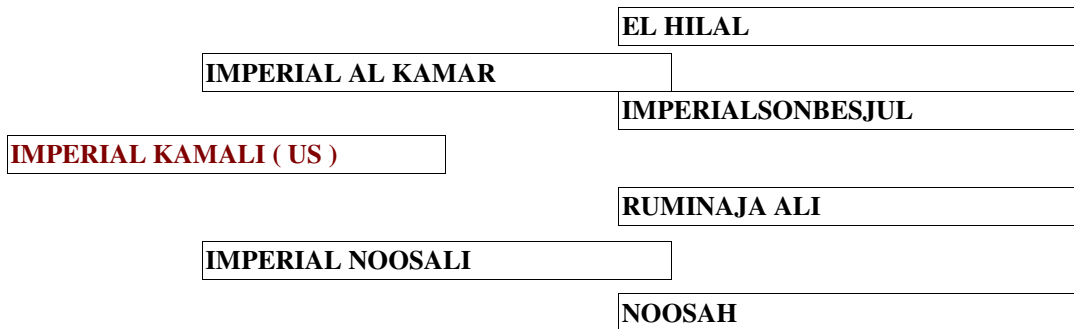 EL HILAL
IMPERIAL AL KAMAR
IMPERIALSONBESJUL
IMPERIAL KAMALI ( US )
RUMINAJA ALI
IMPERIAL NOOSALI
NOOSAH